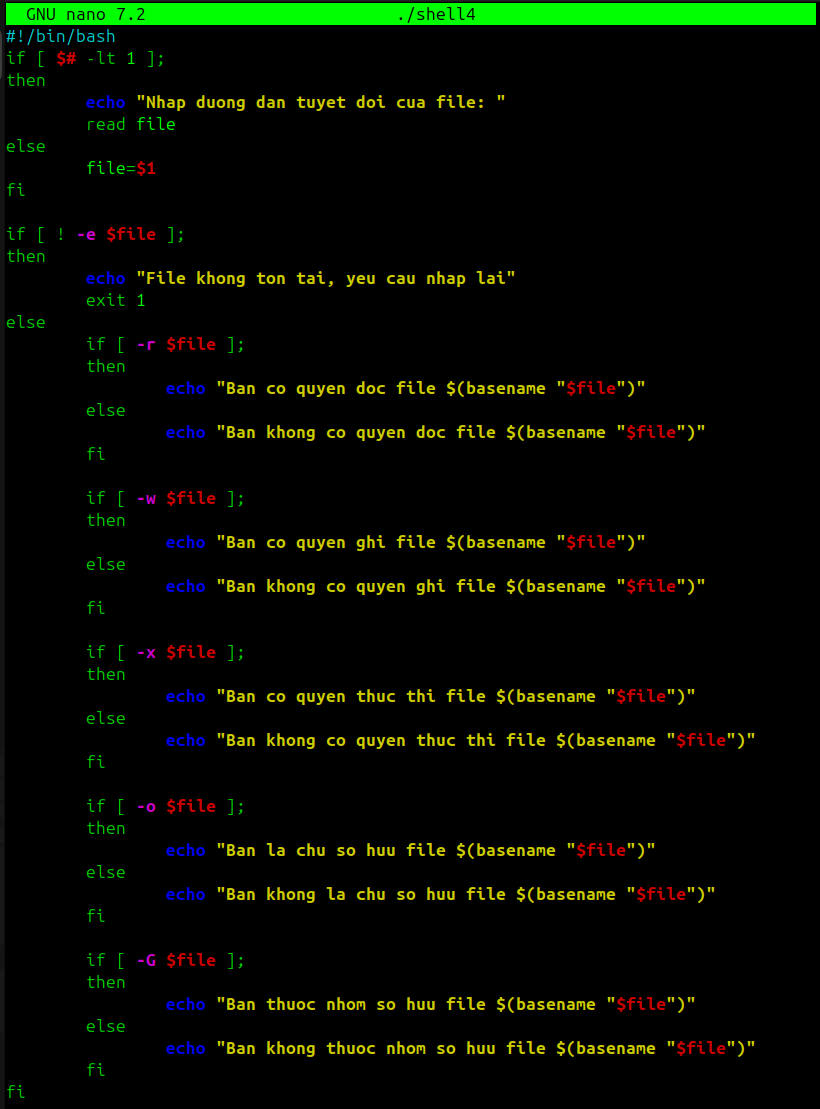 GNU nano 7.2 ./shell4
#!/bin/bash
if [ $# -lt 1 ];
then
        echo "Nhap duong dan tuyet doi cua file: "
        read file
else
        file=$1
fi

if [ ! -e $file ];
then
        echo "File khong ton tai, yeu cau nhap lai"
        exit 1
else
        if [ -r $file ];
        then
                echo "Ban co quyen doc file $(basename "$file")"
        else
                echo "Ban khong co quyen doc file $(basename "$file")"
        fi

        if [ -w $file ];
        then
                echo "Ban co quyen ghi file $(basename "$file")"
        else
                echo "Ban khong co quyen ghi file $(basename "$file")"
        fi

        if [ -x $file ];
        then
                echo "Ban co quyen thuc thi file $(basename "$file")"
        else
                echo "Ban khong co quyen thuc thi file $(basename "$file")"
        fi

        if [ -o $file ];
        then
                echo "Ban la chu so huu file $(basename "$file")"
        else
                echo "Ban khong la chu so huu file $(basename "$file")"
        fi

        if [ -G $file ];
        then
                echo "Ban thuoc nhom so huu file $(basename "$file")"
        else
                echo "Ban khong thuoc nhom so huu file $(basename "$file")"
        fi
fi